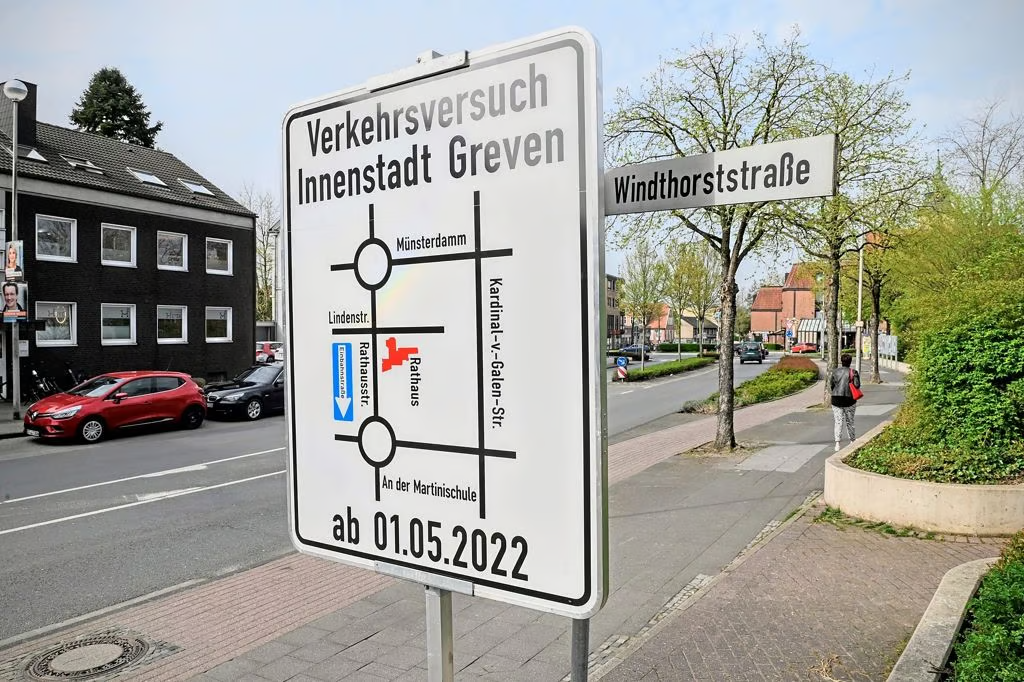 Verkehrsversuch
Innenstadt Greven
Windthorststraße
Münsterdamm
Lindenstr.
Kardinal-v.-Galen-Str.
Einbahnstraße
Rathausstr.
Rathaus
An der Martinischule
ab 01.05.2022